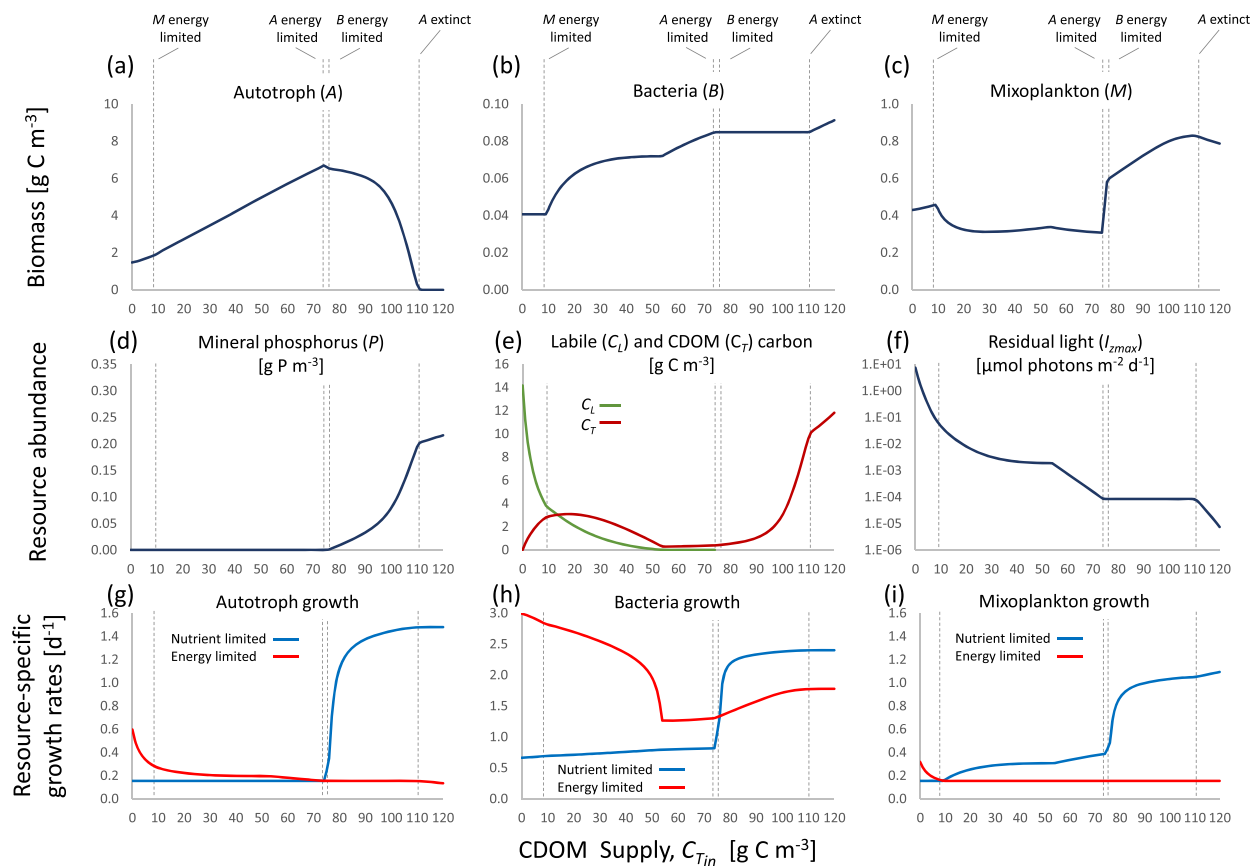 M energy limited
A energy limited
B energy limited
A extinct
M energy limited
A energy limited
B energy limited
A extinct
M energy limited
A energy limited
B energy limited
A extinct
(a)
Autotroph (A)
(b)
Bacteria (B)
(c)
Mixoplankton (M)
Biomass [g C m-3]
10
8
6
4
2
0
0 10 20 30 40 50 60 70 80 90 100 110 120
0.10
0.08
0.06
0.04
0.02
0.00
0 10 20 30 40 50 60 70 80 90 100 110 120
1.0
0.8
0.6
0.4
0.2
0.0
0 10 20 30 40 50 60 70 80 90 100 110 120
(d)
Mineral phosphorus (P)
[g P m-3]
(e)
Labile (CL) and CDOM (CT) carbon
[g C m-3]
(f)
Residual light (Izmax)
[µmol photons m-2 d-1]
Resource abundance
0.35
0.30
0.25
0.20
0.15
0.10
0.05
0.00
0 10 20 30 40 50 60 70 80 90 100 110 120
16
14
12
10
8
6
4
2
0
CL
CT
0 10 20 30 40 50 60 70 80 90 100 110 120
1.E+01
1.E+00
1.E-01
1.E-02
1.E-03
1.E-04
1.E-05
1.E-06
0 10 20 30 40 50 60 70 80 90 100 110 120
(g)
Autotroph growth
(h)
Bacteria growth
(i)
Mixoplankton growth
Resource-specific
growth rates [d-1]
1.6
1.4
1.2
1.0
0.8
0.6
0.4
0.2
0.0
Nutrient limited
Energy limited
0 10 20 30 40 50 60 70 80 90 100 110 120
3.0
2.5
2.0
1.5
1.0
0.5
0.0
Nutrient limited
Energy limited
0 10 20 30 40 50 60 70 80 90 100 110 120
1.6
1.4
1.2
1.0
0.8
0.6
0.4
0.2
0.0
Nutrient limited
Energy limited
0 10 20 30 40 50 60 70 80 90 100 110 120
CDOM Supply, CTin [g C m-3]